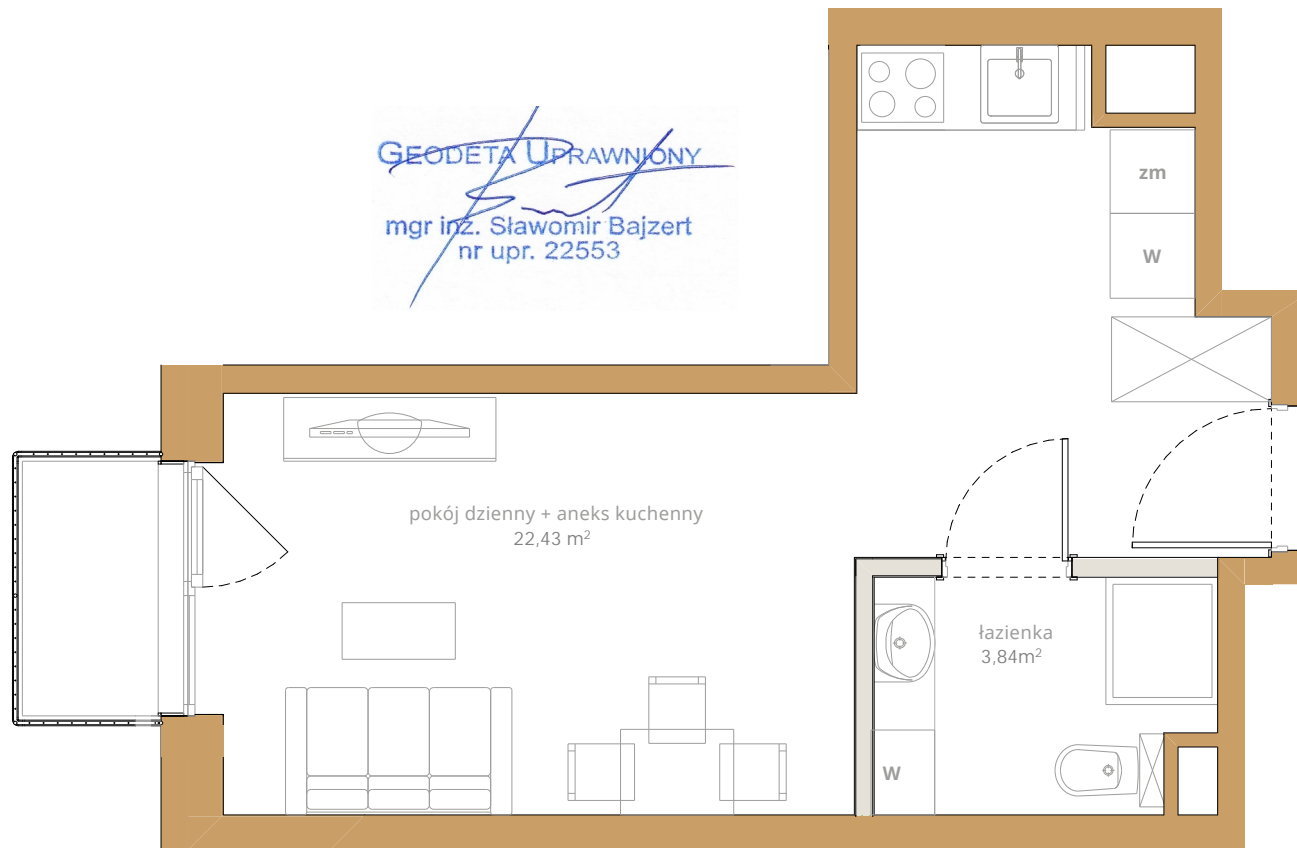 GEODETA UPRAWNIONY
mgr inż. Sławomir Bajzert
nr upr. 22553
zm
W
pokój dzienny + aneks kuchenny
22,43 m²
łazienka
3,84m²
W